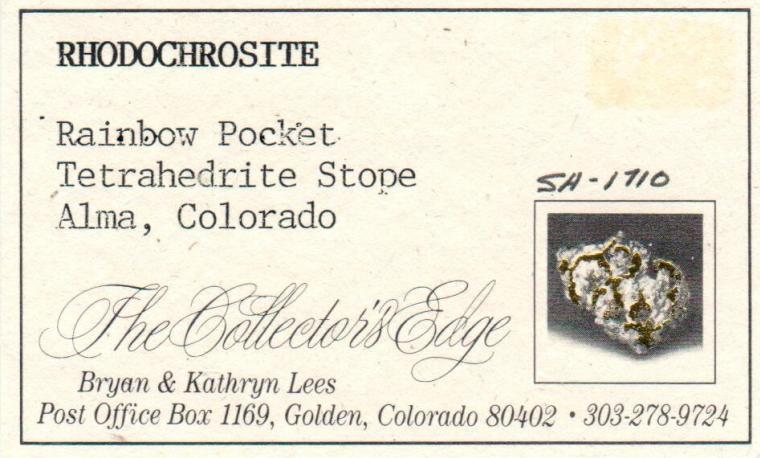 RHODOCHROSITE
Rainbow Pocket
Tetrahedrite Stope
Alma, Colorado
SH-1710
The Collector's Edge
Bryan & Kathryn Lees
Post Office Box 1169, Golden, Colorado 80402 • 303-278-9724